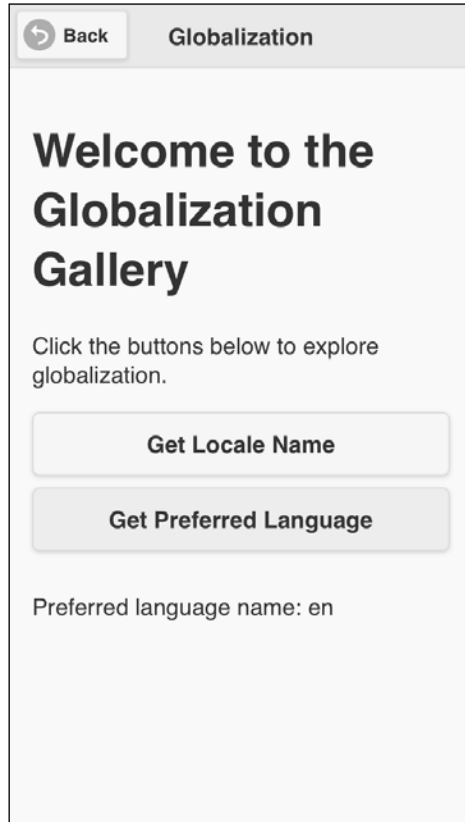 Back
Globalization
Welcome to the
Globalization
Gallery
Click the buttons below to explore
globalization.
Get Locale Name
Get Preferred Language
Preferred language name: en